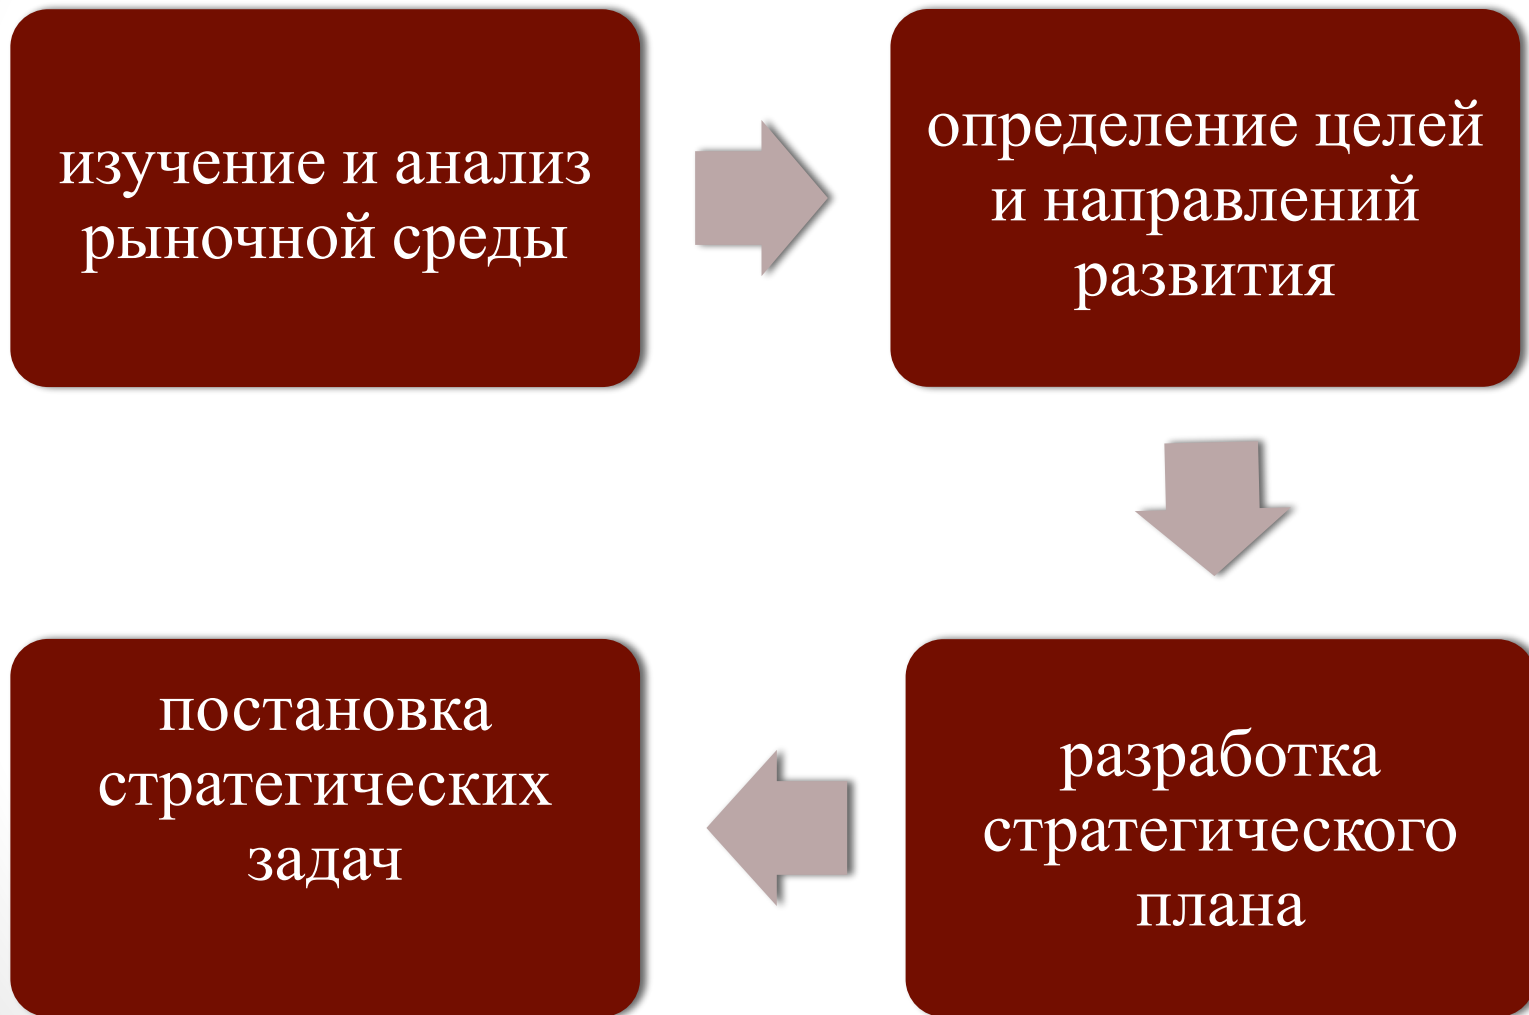 изучение и анализ
рыночной среды
определение целей
и направлений
развития
разработка
стратегического
плана
постановка
стратегических
задач